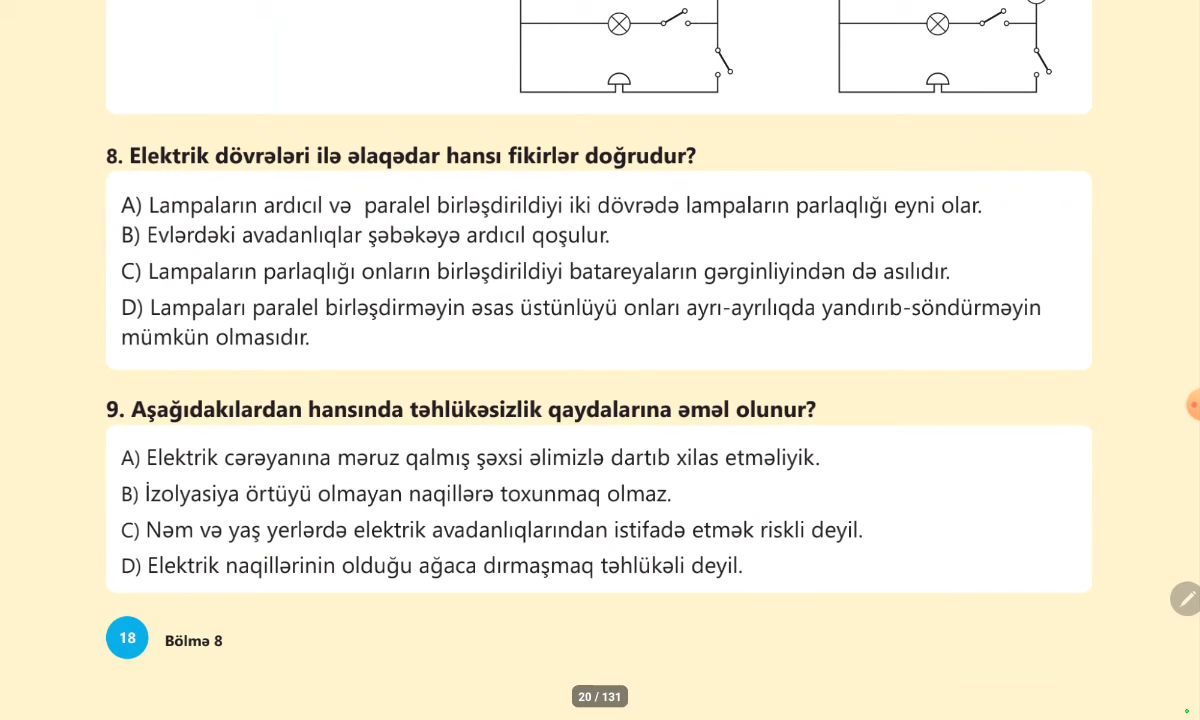 8. Elektrik dövrələri ilə əlaqədar hansı fikirlər doğrudur?
A) Lampaların ardıcıl və paralel birləşdirildiyi iki dövrədə lampaların parlaqlığı eyni olar.
B) Evlərdəki avadanlıqlar şəbəkəyə ardıcıl qoşulur.
C) Lampaların parlaqlığı onların birləşdirildiyi batareyaların gərginliyindən də asılıdır.
D) Lampaları paralel birləşdirməyin əsas üstünlüyü onları ayrı-ayrılıqda yandırıb-söndürməyin
mümkün olmasıdır.
9. Aşağıdakılardan hansında təhlükəsizlik qaydalarına əməl olunur?
A) Elektrik cərəyanına məruz qalmış şəxsi əlimizlə dartıb xilas etməliyik.
B) İzolyasiya örtüyü olmayan naqillərə toxunmaq olmaz.
C) Nəm və yaş yerlərdə elektrik avadanlıqlarından istifadə etmək riskli deyil.
D) Elektrik naqillərinin olduğu ağaca dırmaşmaq təhlükəli deyil.
18 Bölmə 8
20 / 131